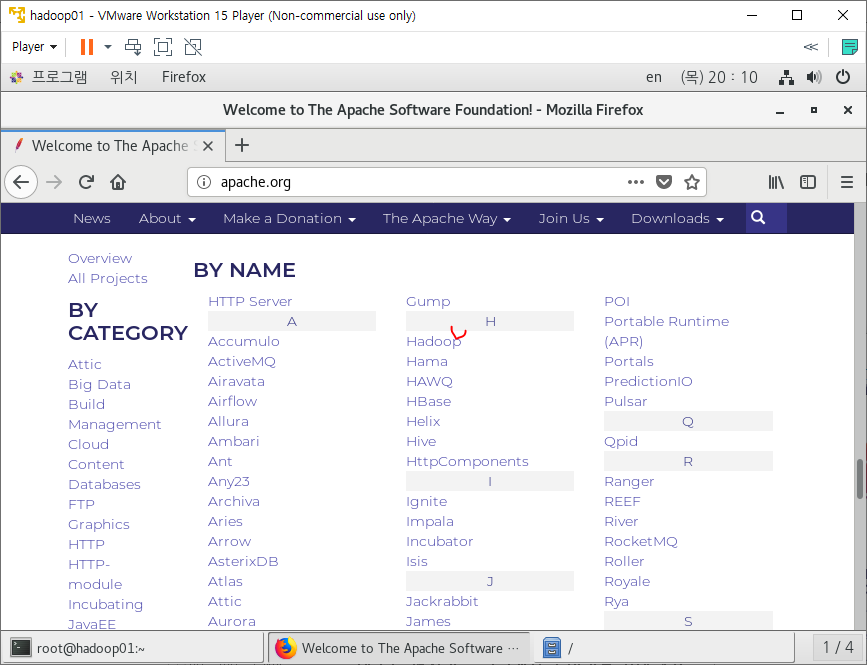 hadoop01 - VMware Workstation 15 Player (Non-commercial use only)
Player
프로그램 위치 Firefox en (목) 20 : 10
Welcome to The Apache Software Foundation! - Mozilla Firefox
Welcome to The Apache S
apache.org
News About Make a Donation The Apache Way Join Us Downloads
Overview
All Projects
BY CATEGORY
Attic
Big Data
Build
Management
Cloud
Content
Databases
FTP
Graphics
HTTP
HTTP-
module
Incubating
JavaEE
BY NAME
HTTP Server
A
Accumulo
ActiveMQ
Airavata
Airflow
Allura
Ambari
Ant
Any23
Archiva
Aries
Arrow
AsterixDB
Atlas
Attic
Aurora
Gump
H
Hadoop
Hama
HAWQ
HBase
Helix
Hive
HttpComponents
I
Ignite
Impala
Incubator
Isis
J
Jackrabbit
James
POI
Portable Runtime
(APR)
Portals
PredictionIO
Pulsar
Q
Qpid
R
Ranger
REEF
River
RocketMQ
Roller
Royale
Rya
S
root@hadoop01:~ Welcome to The Apache Software ··· / 1 / 4